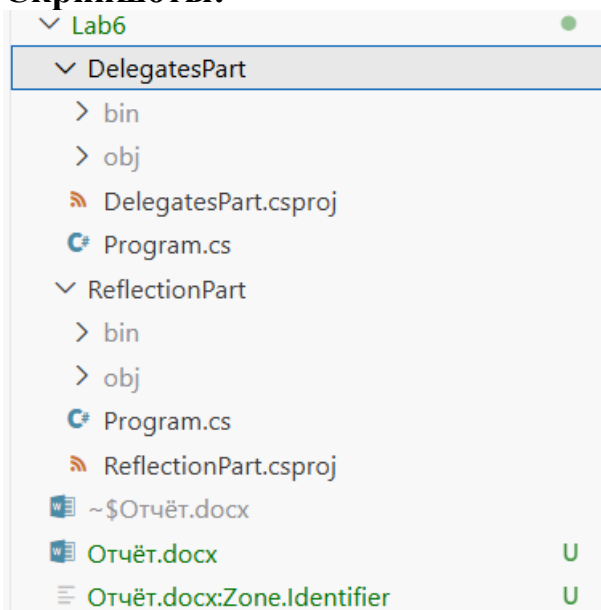 Скриншоты:
Lab6
DelegatesPart
bin
obj
DelegatesPart.csproj
C# Program.cs
ReflectionPart
bin
obj
C# Program.cs
ReflectionPart.csproj
~$Отчёт.docx
Отчёт.docx U
Отчёт.docx:Zone.Identifier U